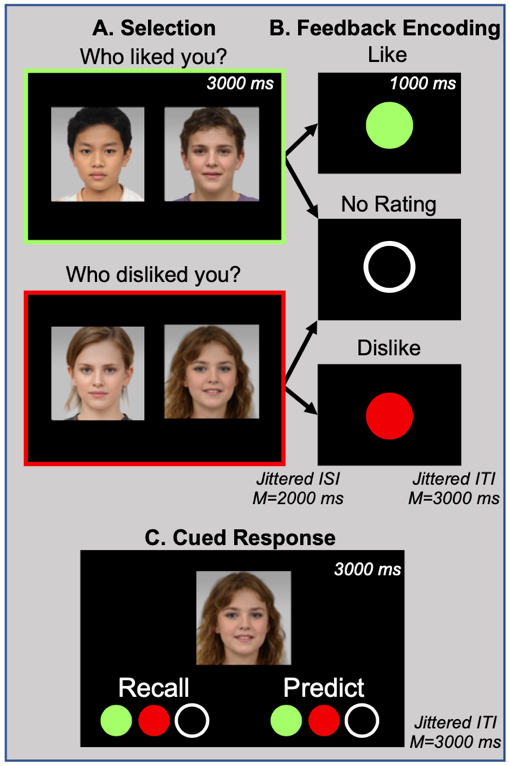 A. Selection
Who liked you?
3000 ms
B. Feedback Encoding
Like
1000 ms
No Rating
Who disliked you?
Dislike
Jittered ISI
M=2000 ms
Jittered ITI
M=3000 ms
C. Cued Response
3000 ms
Recall
Predict
Jittered ITI
M=3000 ms